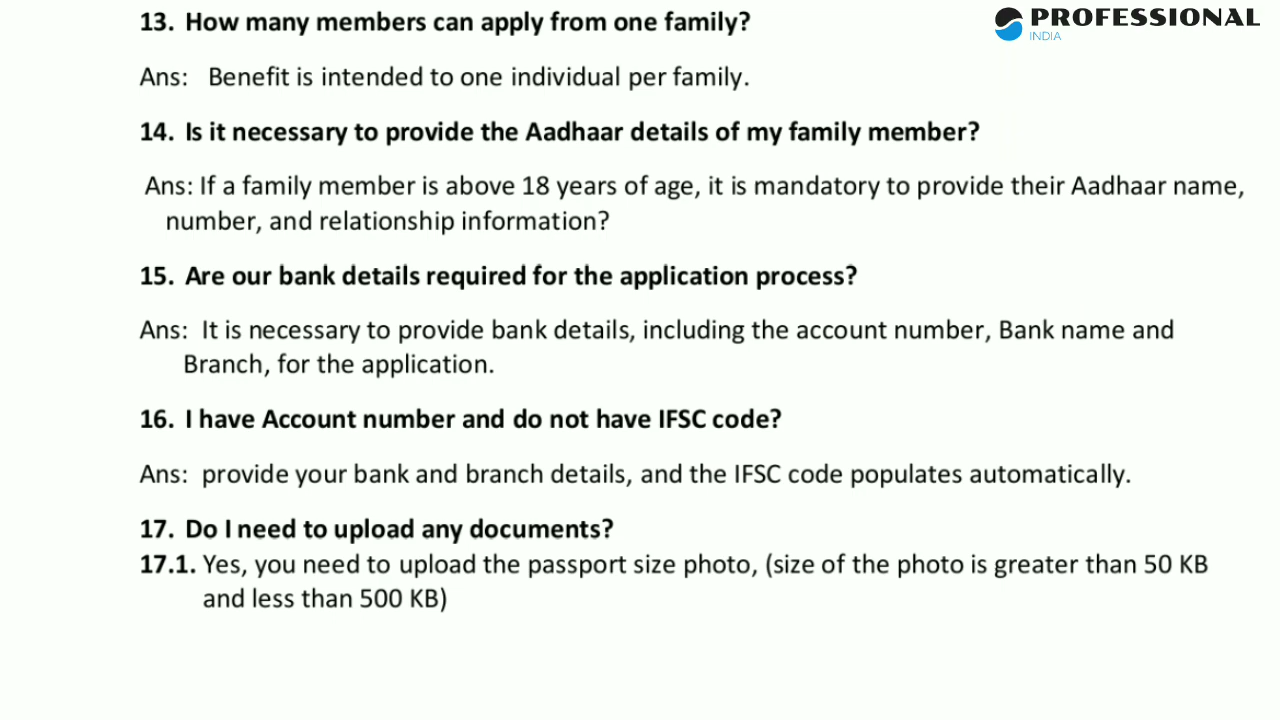 PROFESSIONAL
INDIA
13. How many members can apply from one family?
Ans: Benefit is intended to one individual per family.
14. Is it necessary to provide the Aadhaar details of my family member?
Ans: If a family member is above 18 years of age, it is mandatory to provide their Aadhaar name,
number, and relationship information?
15. Are our bank details required for the application process?
Ans: It is necessary to provide bank details, including the account number, Bank name and
Branch, for the application.
16. I have Account number and do not have IFSC code?
Ans: provide your bank and branch details, and the IFSC code populates automatically.
17. Do I need to upload any documents?
17.1. Yes, you need to upload the passport size photo, (size of the photo is greater than 50 KB
and less than 500 KB)